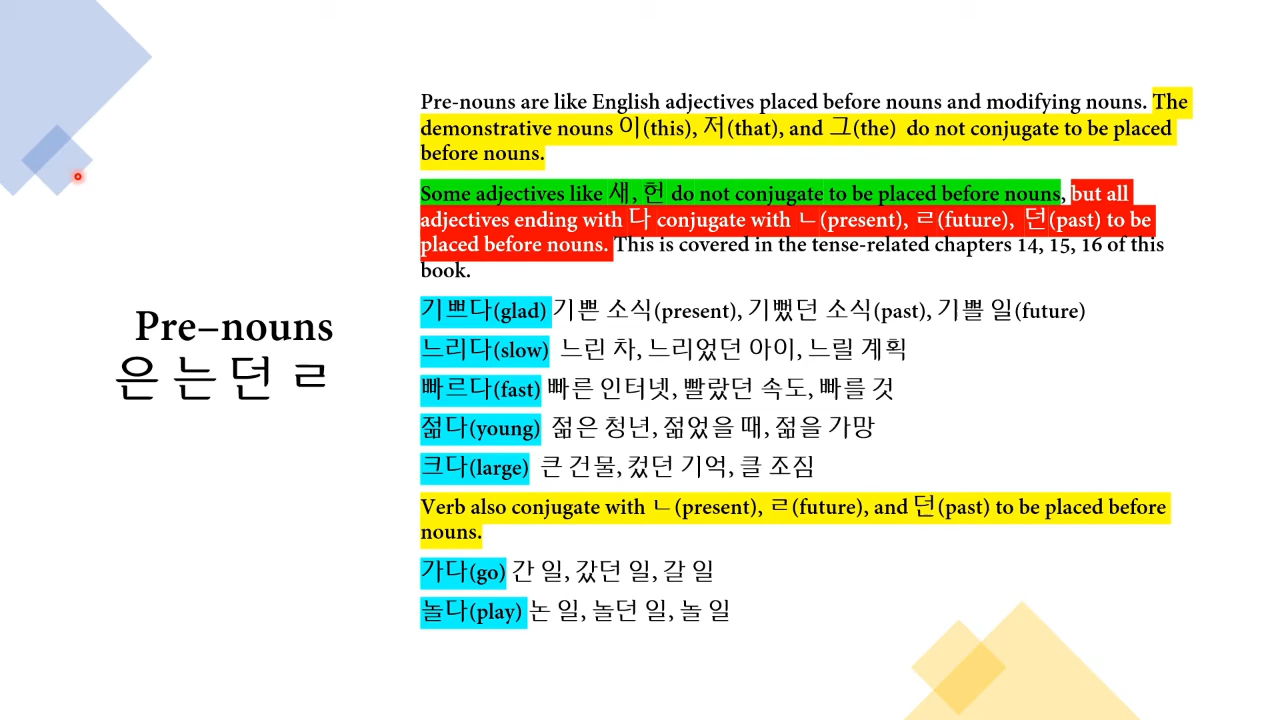 Pre-nouns are like English adjectives placed before nouns and modifying nouns. The
demonstrative nouns 이(this), 저(that), and 그(the) do not conjugate to be placed
before nouns.
Some adjectives like 새, 헌 do not conjugate to be placed before nouns, but all
adjectives ending with 다 conjugate with ㄴ(present), ㄹ(future), 던(past) to be
placed before nouns. This is covered in the tense-related chapters 14, 15, 16 of this
book.
Pre–nouns
은 는 던 ㄹ
기쁘다(glad) 기쁜 소식(present), 기뻤던 소식(past), 기쁠 일(future)
느리다(slow) 느린 차, 느리었던 아이, 느릴 계획
빠르다(fast) 빠른 인터넷, 빨랐던 속도, 빠를 것
젊다(young) 젊은 청년, 젊었을 때, 젊을 가망
크다(large) 큰 건물, 컸던 기억, 클 조짐
Verb also conjugate with ㄴ(present), ㄹ(future), and 던(past) to be placed before
nouns.
가다(go) 간 일, 갔던 일, 갈 일
놀다(play) 논 일, 놀던 일, 놀 일